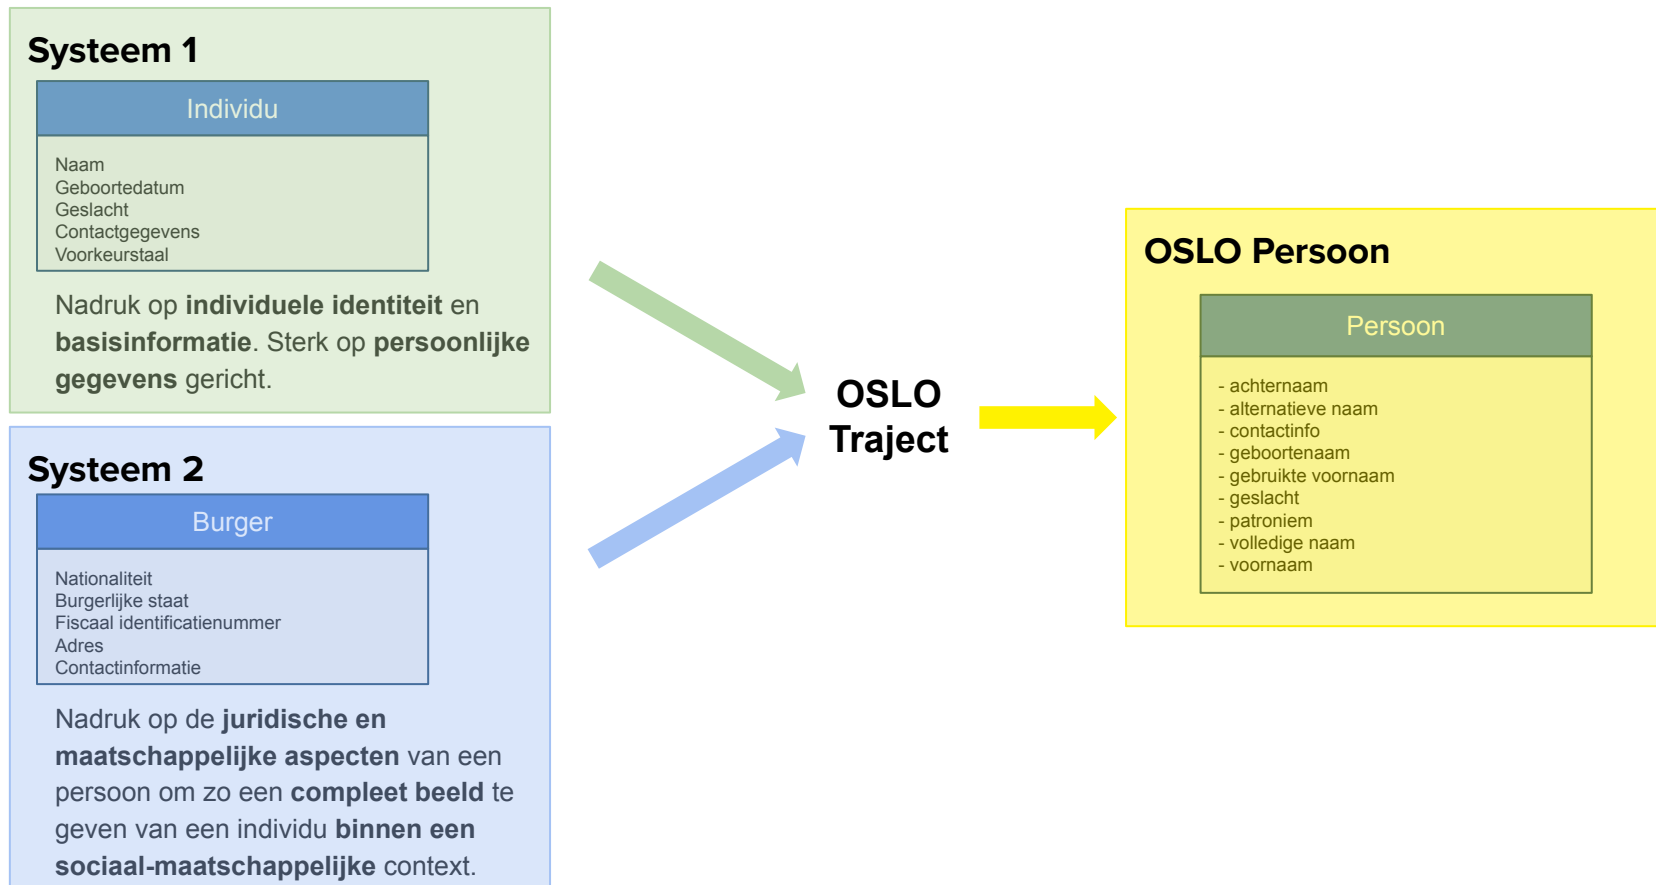 Systeem 1
Individu
Naam
Geboortedatum
Geslacht
Contactgegevens
Voorkeurstaal
Nadruk op individuele identiteit en
basisinformatie. Sterk op persoonlijke
gegevens gericht.
Systeem 2
Burger
Nationaliteit
Burgerlijke staat
Fiscaal identificatienummer
Adres
Contactinformatie
Nadruk op de juridische en
maatschappelijke aspecten van een
persoon om zo een compleet beeld te
geven van een individu binnen een
sociaal-maatschappelijke context.
OSLO
Traject
OSLO Persoon
Persoon
- achternaam
- alternatieve naam
- contactinfo
- geboortenaam
- gebruikte voornaam
- geslacht
- patroniem
- volledige naam
- voornaam